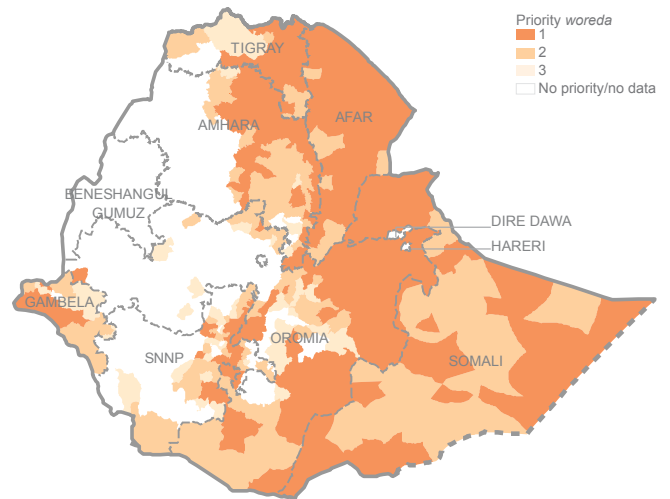 Priority woreda
1
2
3
No priority/no data
TIGRAY
AFAR
AMHARA
BENESHANGUL
GUMUZ
DIRE DAWA
HARERI
GAMBELA
SNNP
OROMIA
SOMALI